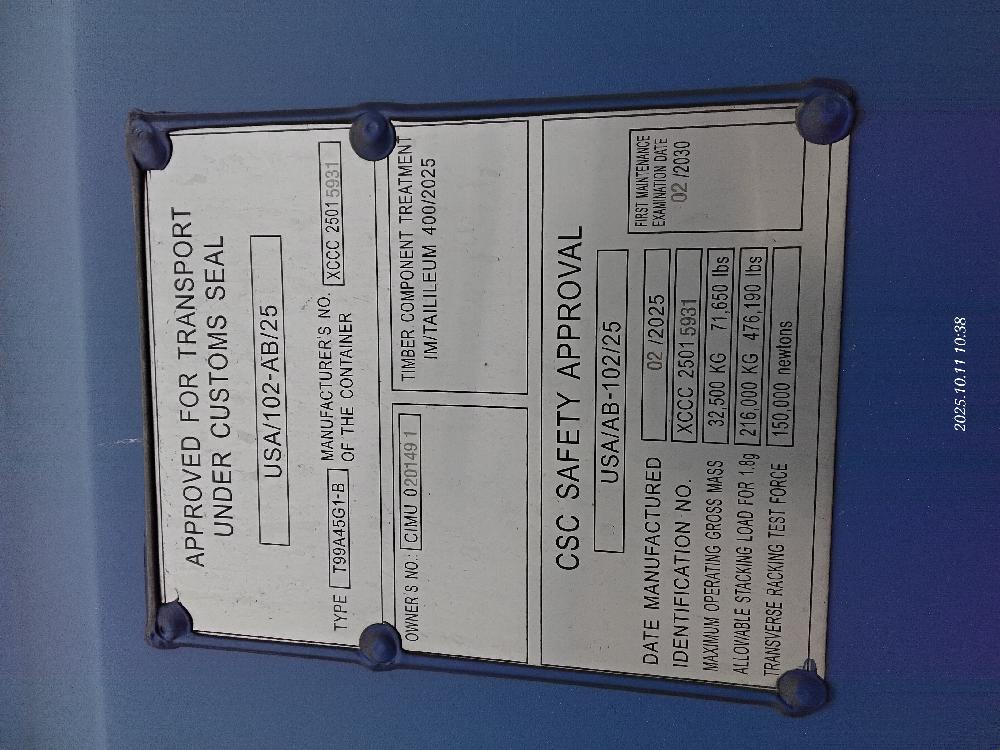 APPROVED FOR TRANSPORT
UNDER CUSTOMS SEAL
USA/102-AB/25
TYPE T99A45G1-B MANUFACTURER'S NO. OF THE CONTAINER XCCC 2501 5931
OWNER'S NO.: CIMU 020149 1
TIMBER COMPONENT TREATMENT
IM/TAILILEUM 400/2025
CSC SAFETY APPROVAL
USA/AB-102/25
DATE MANUFACTURED 02 /2025
IDENTIFICATION NO. XCCC 2501 5931
MAXIMUM OPERATING GROSS MASS 32,500 KG 71,650 lbs
ALLOWABLE STACKING LOAD FOR 1.8g 216,000 KG 476,190 lbs
TRANSVERSE RACKING TEST FORCE 150,000 newtons
FIRST MAINTENANCE
EXAMINATION DATE
02 /2030
2025.10.11 10:38